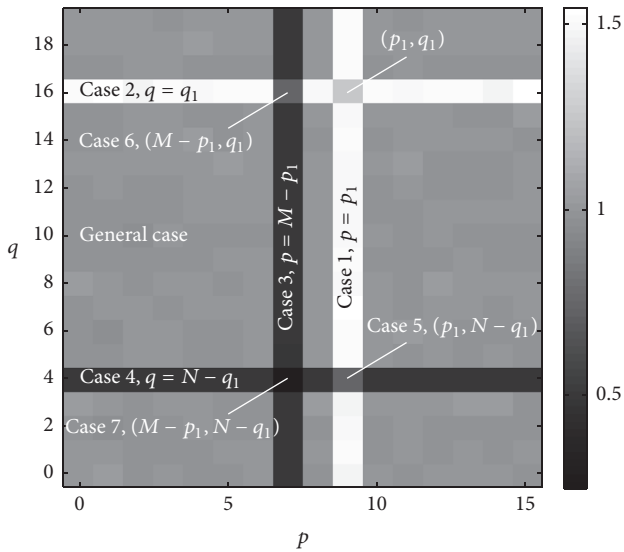 18
16
14
12
10
8
6
4
2
0
q
0
5
10
15
p
(p₁, q₁)
Case 2, q = q₁
Case 6, (M − p₁, q₁)
General case
Case 3, p = M − p₁
Case 1, p = p₁
Case 5, (p₁, N − q₁)
Case 4, q = N − q₁
Case 7, (M − p₁, N − q₁)
1.5
1
0.5